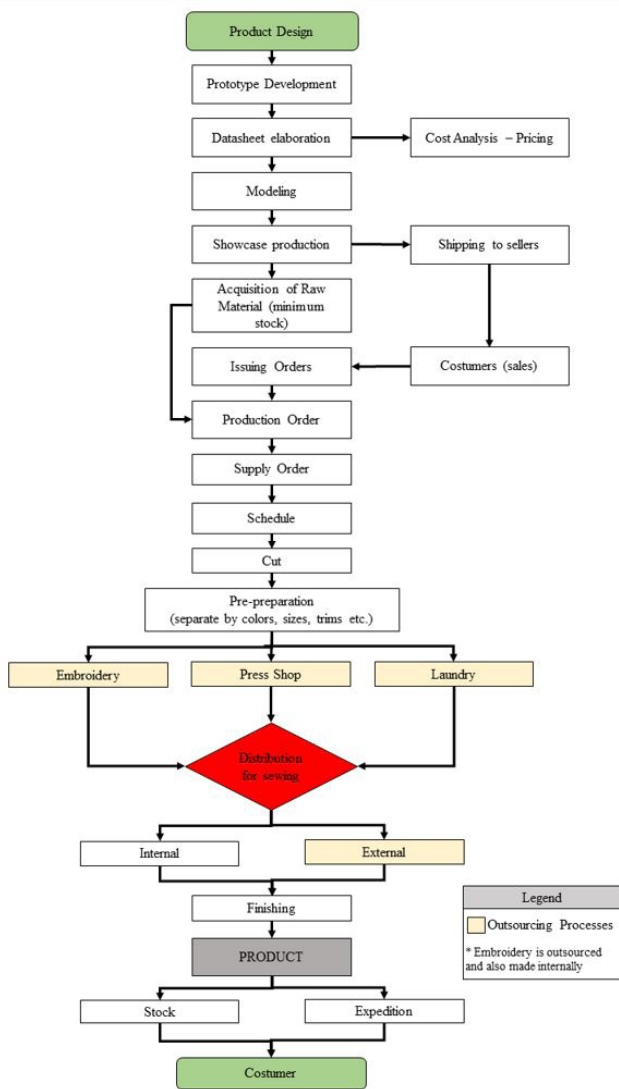 Product Design
Prototype Development
Datasheet elaboration
Cost Analysis – Pricing
Modeling
Showcase production
Shipping to sellers
Acquisition of Raw
Material (minimum
stock)
Issuing Orders
Costumers (sales)
Production Order
Supply Order
Schedule
Cut
Pre-preparation
(separate by colors, sizes, trims etc.)
Embroidery
Press Shop
Laundry
Distribution
for sewing
Internal
External
Finishing
Legend
Outsourcing Processes
* Embroidery is outsourced
and also made internally
PRODUCT
Stock
Expedition
Costumer